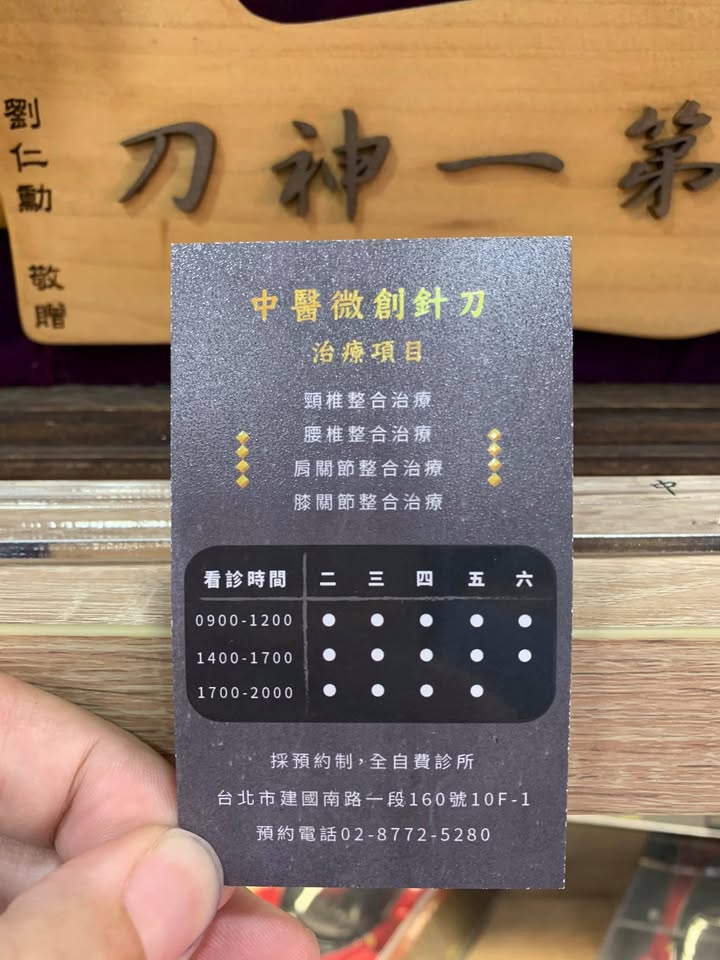 第一神刀
劉仁勳 敬贈
中醫微創針刀
治療項目
頸椎整合治療
腰椎整合治療
肩關節整合治療
膝關節整合治療
看診時間 二 三 四 五 六
0900-1200 ● ● ● ● ●
1400-1700 ● ● ● ● ●
1700-2000 ● ● ● ●
採預約制,全自費診所
台北市建國南路一段160號10F-1
預約電話02-8772-5280